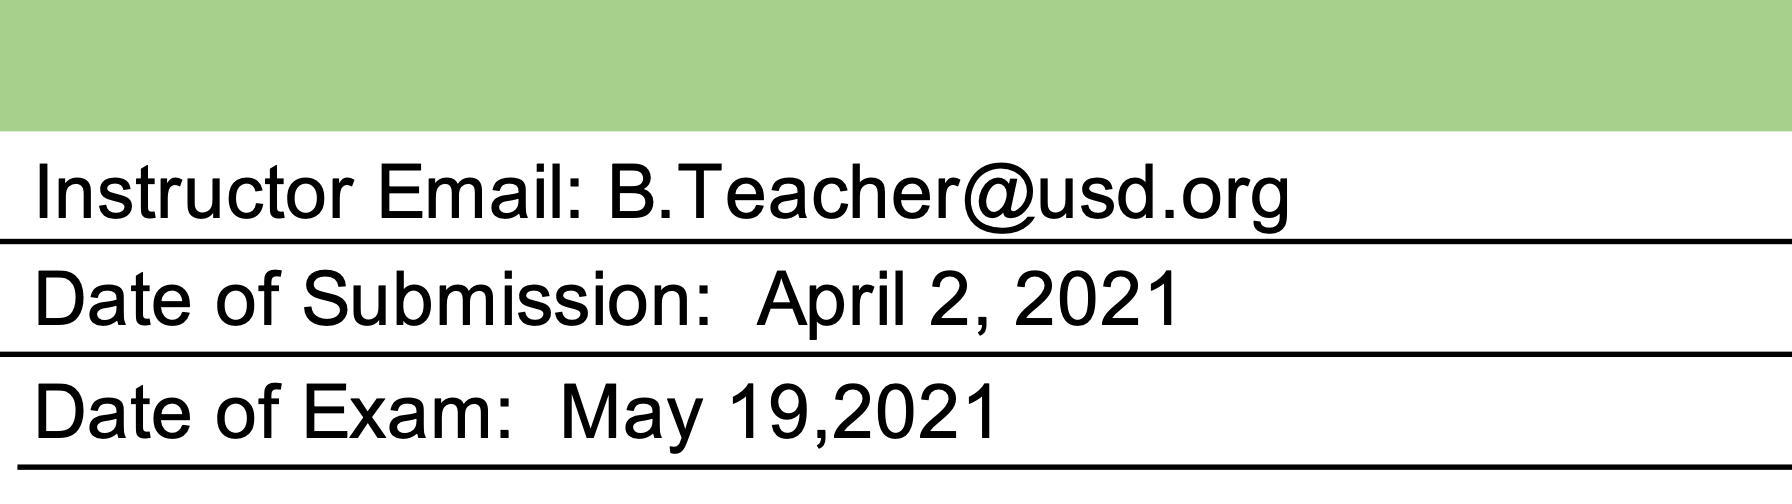 Instructor Email: B.Teacher@usd.org
Date of Submission:  April 2, 2021
Date of Exam:  May 19,2021